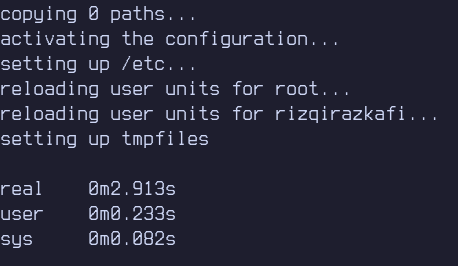 copying 0 paths...
activating the configuration...
setting up /etc...
reloading user units for root...
reloading user units for rizqirazkafi...
setting up tmpfiles

real    0m2.913s
user    0m0.233s
sys     0m0.082s